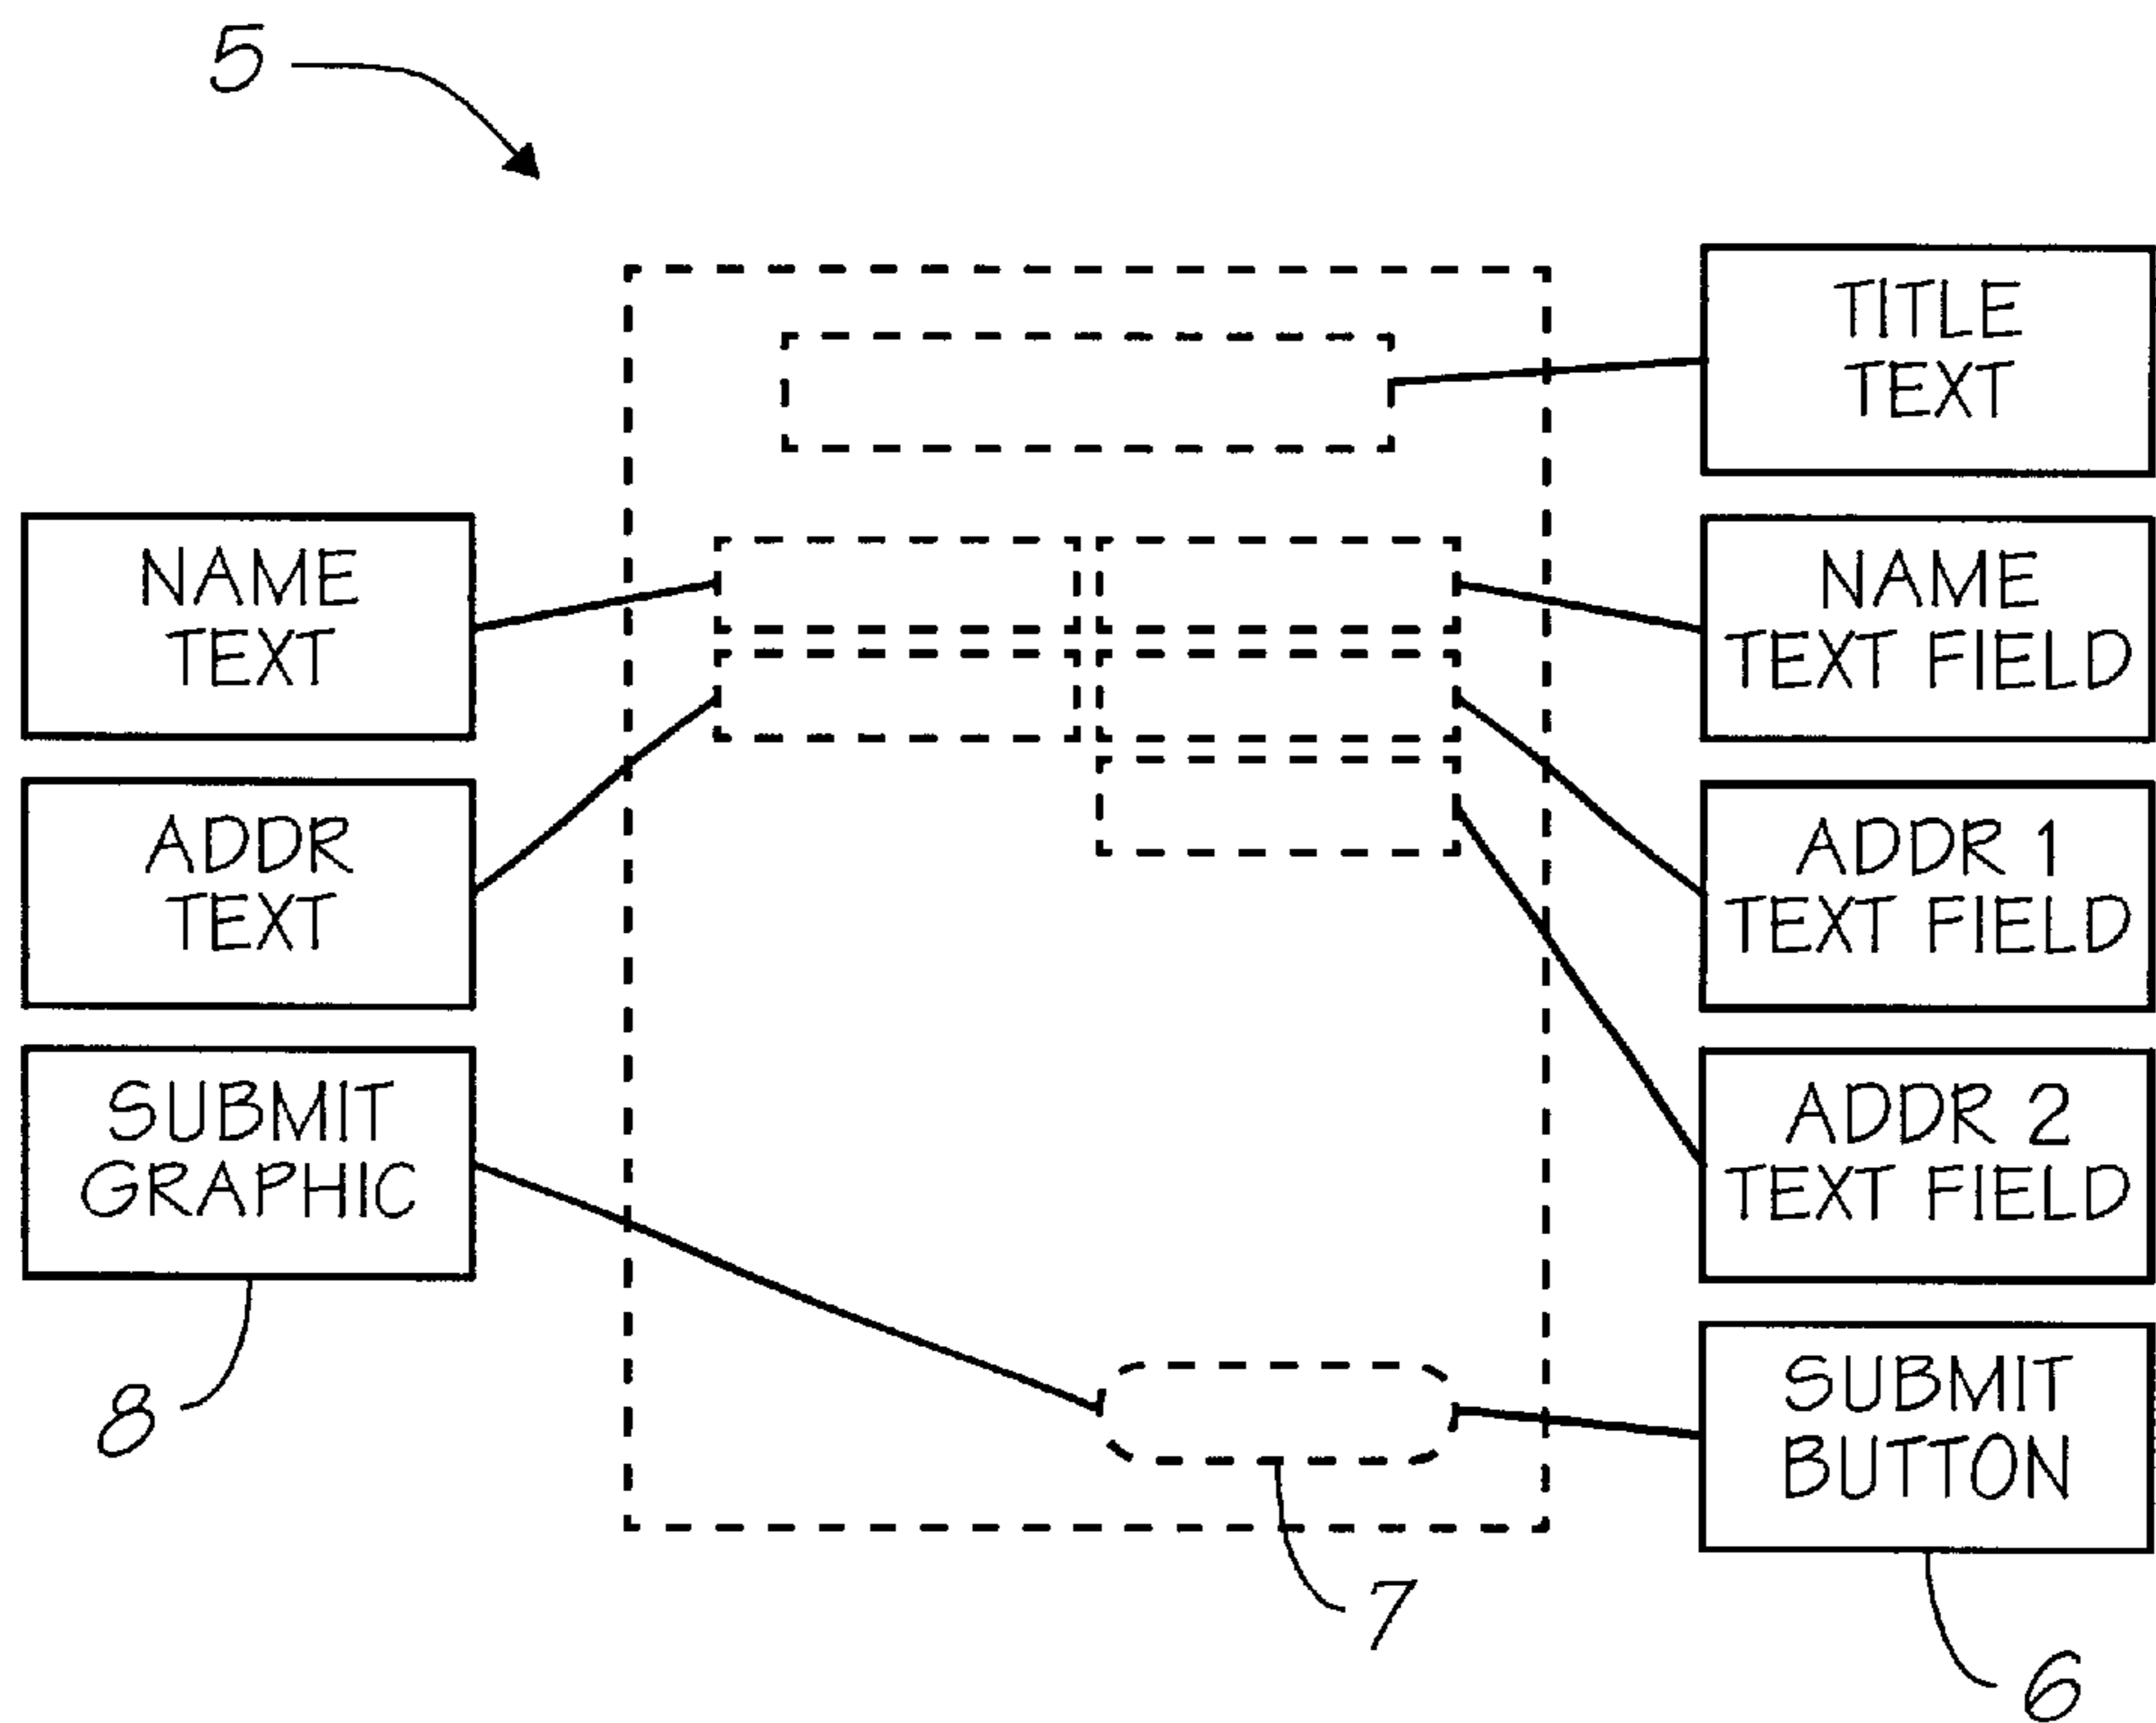 5
TITLE
TEXT
NAME
TEXT
NAME
TEXT FIELD
ADDR
TEXT
ADDR 1
TEXT FIELD
SUBMIT
GRAPHIC
ADDR 2
TEXT FIELD
8
SUBMIT
BUTTON
7
6